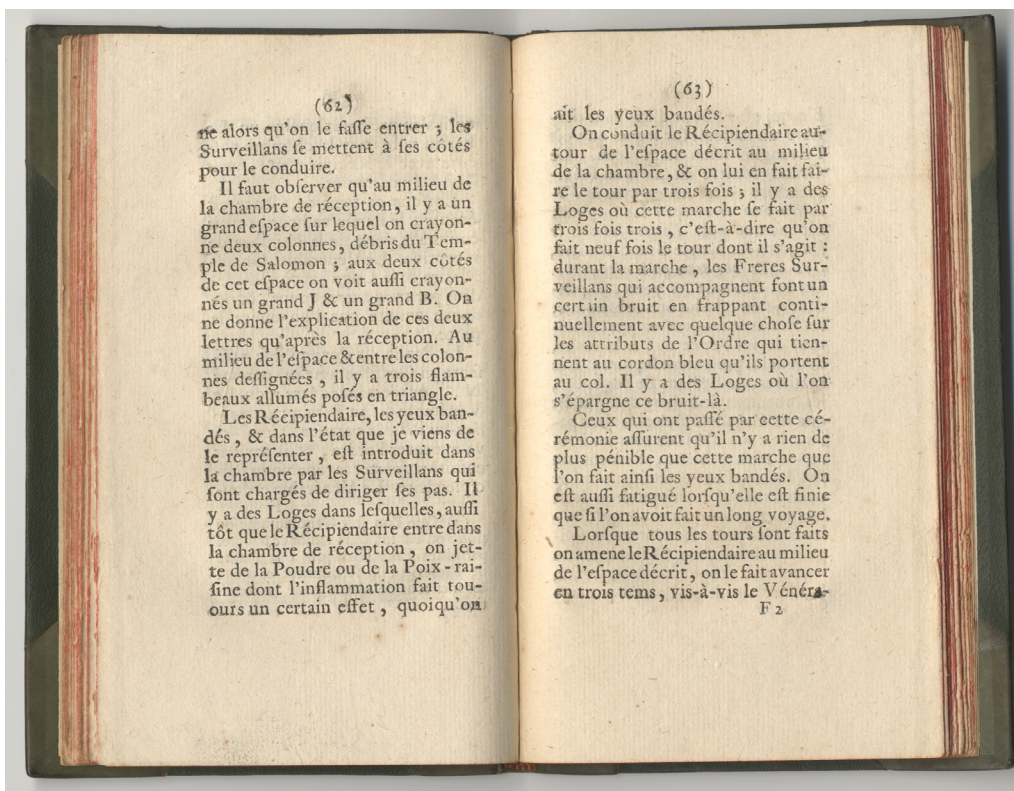 (62)
ne alors qu'on le faſſe entrer ; les
Surveillans ſe mettent à ſes côtés
pour le conduire.
Il faut obſerver qu'au milieu de
la chambre de réception, il y a un
grand eſpace ſur lequel on crayon-
ne deux colonnes, débris du Tem-
ple de Salomon ; aux deux côtés
de cet eſpace on voit auſſi crayon-
nés un grand J & un grand B. On
ne donne l'explication de ces deux
lettres qu'après la réception. Au
milieu de l'eſpace & entre les colon-
nes deſſignées, il y a trois flam-
beaux allumés poſés en triangle.
Les Récipiendaire, les yeux ban-
dés, & dans l'état que je viens de
le repréſenter, eſt introduit dans
la chambre par les Surveillans qui
ſont chargés de diriger ſes pas. Il
y a des Loges dans leſquelles, auſſi
tôt que le Récipiendaire entre dans
la chambre de réception, on jet-
te de la Poudre ou de la Poix-rai-
ſine dont l'inflammation fait tou-
ours un certain effet, quoiqu'on
(63)
ait les yeux bandés.
On conduit le Récipiendaire au-
tour de l'eſpace décrit au milieu
de la chambre, & on lui en fait fai-
re le tour par trois fois ; il y a des
Loges où cette marche ſe fait par
trois fois trois, c'eſt-à-dire qu'on
fait neuf fois le tour dont il s'agit :
durant la marche, les Freres Sur-
veillans qui accompagnent font un
certain bruit en frappant conti-
nuellement avec quelque choſe ſur
les attributs de l'Ordre qui tien-
nent au cordon bleu qu'ils portent
au col. Il y a des Loges où l'on
s'épargne ce bruit-là.
Ceux qui ont paſſé par cette cé-
rémonie aſſurent qu'il n'y a rien de
plus pénible que cette marche que
l'on fait ainſi les yeux bandés. On
eſt auſſi fatigué lorſqu'elle eſt finie
que ſi l'on avoit fait un long voyage.
Lorſque tous les tours ſont faits
on amene le Récipiendaire au milieu
de l'eſpace décrit, on le fait avancer
en trois tems, vis-à-vis le Vénéra-
F 2